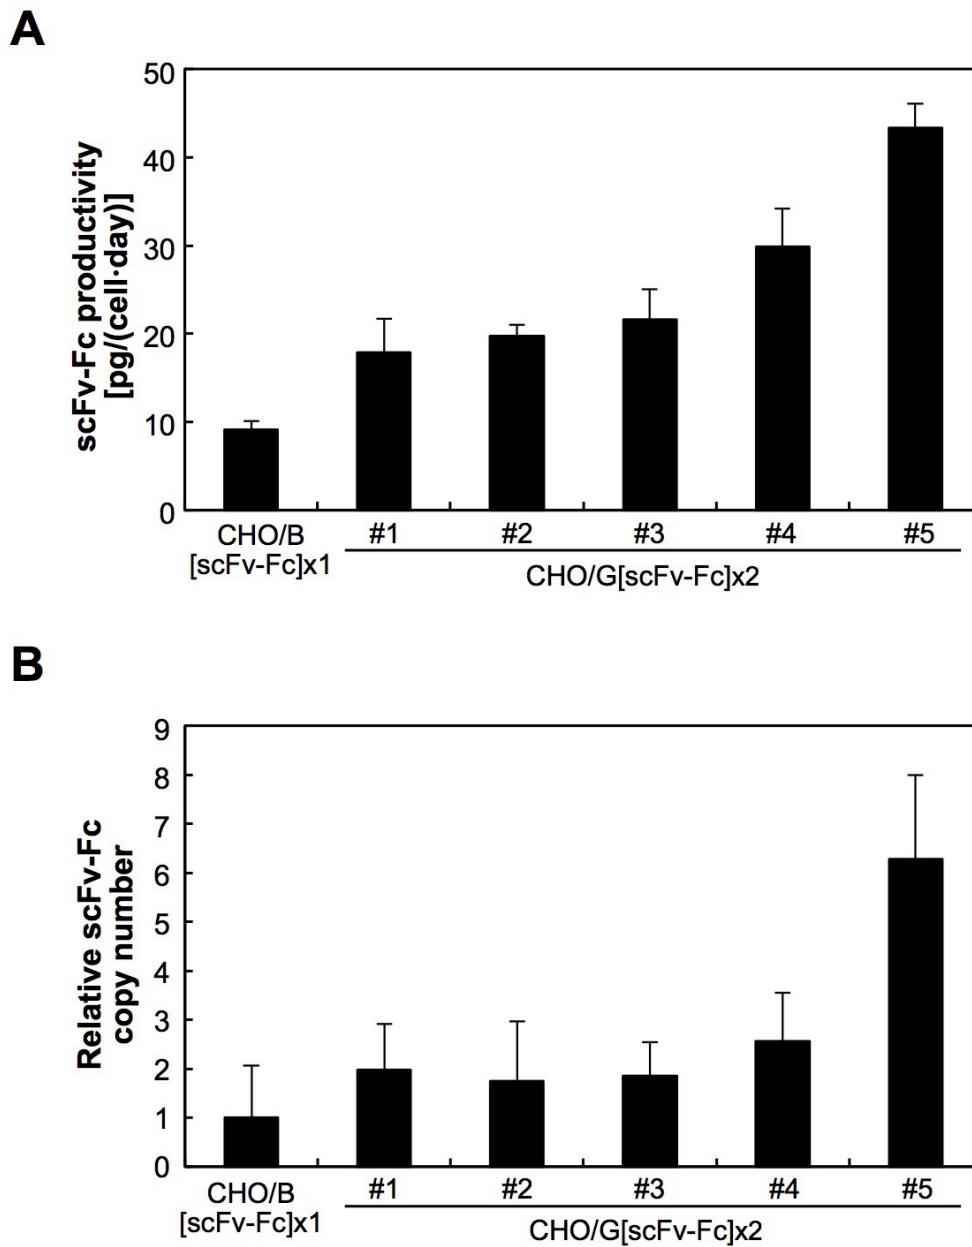 A
scFv-Fc productivity
[pg/(cell·day)]
50
40
30
20
10
0
CHO/B
[scFv-Fc]x1
#1 #2 #3 #4 #5
CHO/G[scFv-Fc]x2
B
Relative scFv-Fc
copy number
9
8
7
6
5
4
3
2
1
0
CHO/B
[scFv-Fc]x1
#1 #2 #3 #4 #5
CHO/G[scFv-Fc]x2